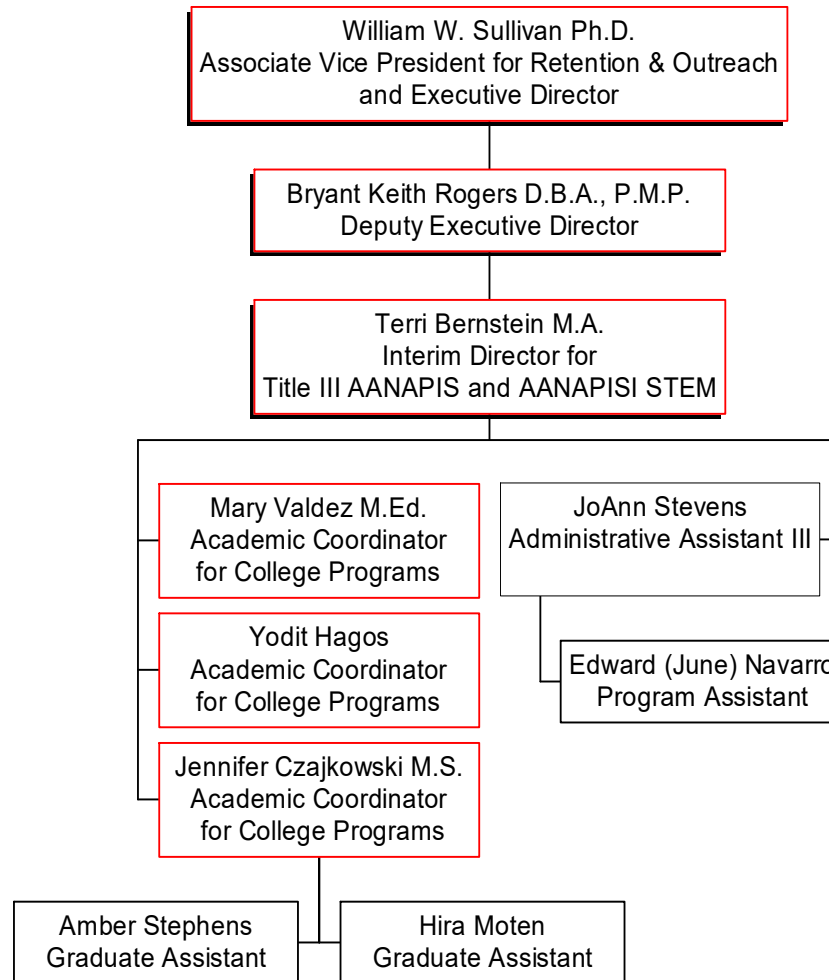 William W. Sullivan Ph.D.
Associate Vice President for Retention & Outreach
and Executive Director
Bryant Keith Rogers D.B.A., P.M.P.
Deputy Executive Director
Terri Bernstein M.A.
Interim Director for
Title III AANAPIS and AANAPISI STEM
Mary Valdez M.Ed.
Academic Coordinator
for College Programs
JoAnn Stevens
Administrative Assistant III
Yodit Hagos
Academic Coordinator
for College Programs
Edward (June) Navarro
Program Assistant
Jennifer Czajkowski M.S.
Academic Coordinator
for College Programs
Amber Stephens
Graduate Assistant
Hira Moten
Graduate Assistant